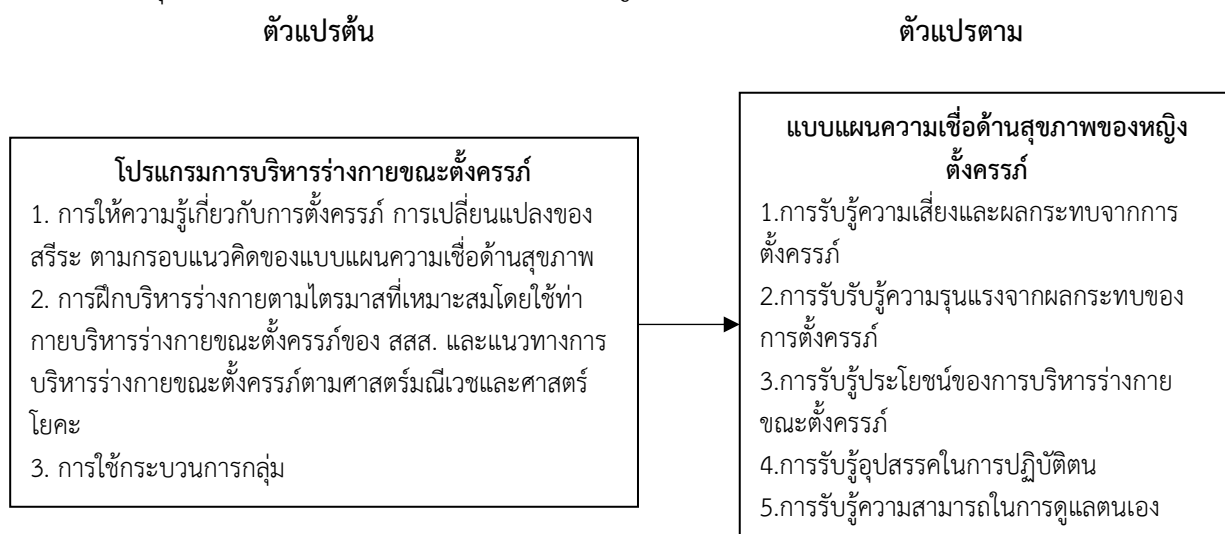 ตัวแปรต้น
ตัวแปรตาม
โปรแกรมการบริหารร่างกายขณะตั้งครรภ์
1. การให้ความรู้เกี่ยวกับการตั้งครรภ์ การเปลี่ยนแปลงของ
สรีระ ตามกรอบแนวคิดของแบบแผนความเชื่อด้านสุขภาพ
2. การฝึกบริหารร่างกายตามไตรมาสที่เหมาะสมโดยใช้ท่า
กายบริหารร่างกายขณะตั้งครรภ์ของ สสส. และแนวทางการ
บริหารร่างกายขณะตั้งครรภ์ตามศาสตร์มณีเวชและศาสตร์
โยคะ
3. การใช้กระบวนการกลุ่ม
แบบแผนความเชื่อด้านสุขภาพของหญิง
ตั้งครรภ์
1.การรับรู้ความเสี่ยงและผลกระทบจากการ
ตั้งครรภ์
2.การรับรับรู้ความรุนแรงจากผลกระทบของ
การตั้งครรภ์
3.การรับรู้ประโยชน์ของการบริหารร่างกาย
ขณะตั้งครรภ์
4.การรับรู้อุปสรรคในการปฏิบัติตน
5.การรับรู้ความสามารถในการดูแลตนเอง